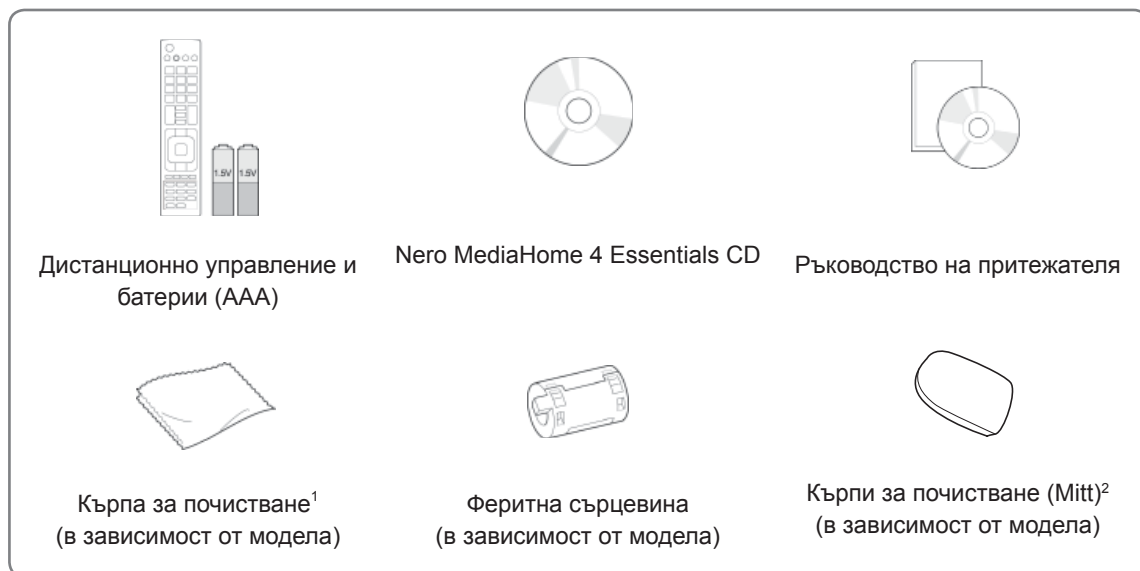 1.5V 1.5V
Дистанционно управление и
батерии (AAA)
Nero MediaHome 4 Essentials CD
Ръководство на притежателя
Кърпа за почистване¹
(в зависимост от модела)
Феритна сърцевина
(в зависимост от модела)
Кърпи за почистване (Mitt)²
(в зависимост от модела)